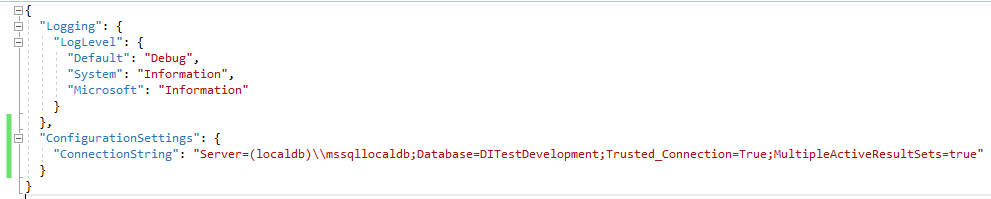 {
  "Logging": {
    "LogLevel": {
      "Default": "Debug",
      "System": "Information",
      "Microsoft": "Information"
    }
  },
  "ConfigurationSettings": {
    "ConnectionString": "Server=(localdb)\\mssqllocaldb;Database=DITestDevelopment;Trusted_Connection=True;MultipleActiveResultSets=true"
  }
}